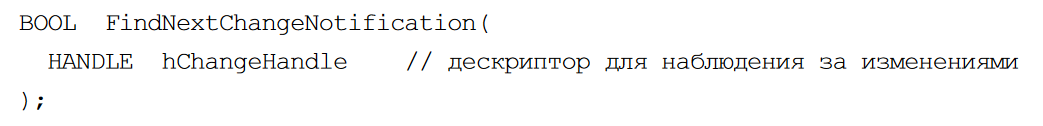 BOOL  FindNextChangeNotification(
  HANDLE  hChangeHandle    // дескриптор для наблюдения за изменениями
);